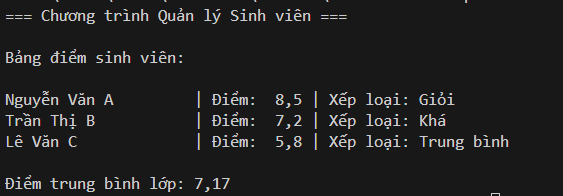 === Chương trình Quản lý Sinh viên ===
Bảng điểm sinh viên:
Nguyễn Văn A | Điểm: 8,5 | Xếp loại: Giỏi
Trần Thị B | Điểm: 7,2 | Xếp loại: Khá
Lê Văn C | Điểm: 5,8 | Xếp loại: Trung bình
Điểm trung bình lớp: 7,17